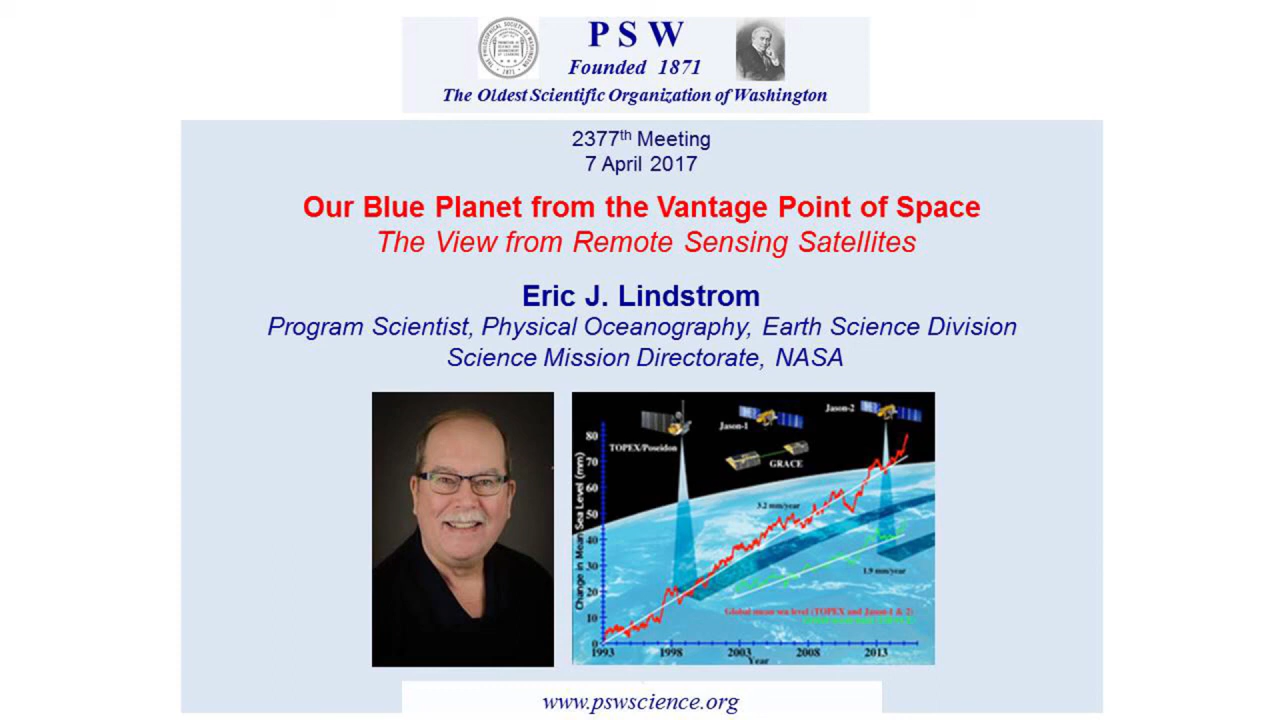 P S W
Founded 1871
The Oldest Scientific Organization of Washington
2377th Meeting
7 April 2017
Our Blue Planet from the Vantage Point of Space
The View from Remote Sensing Satellites
Eric J. Lindstrom
Program Scientist, Physical Oceanography, Earth Science Division
Science Mission Directorate, NASA
TOPEX/Poseidon
Jason-1
Jason-2
GRACE
Change in Mean Sea Level (mm)
80
70
60
50
40
30
20
10
0
3.2 mm/year
1.9 mm/year
Global mean sea level (TOPEX and Jason-1 & 2)
1993
1998
2003
2008
2013
Year
www.pswscience.org